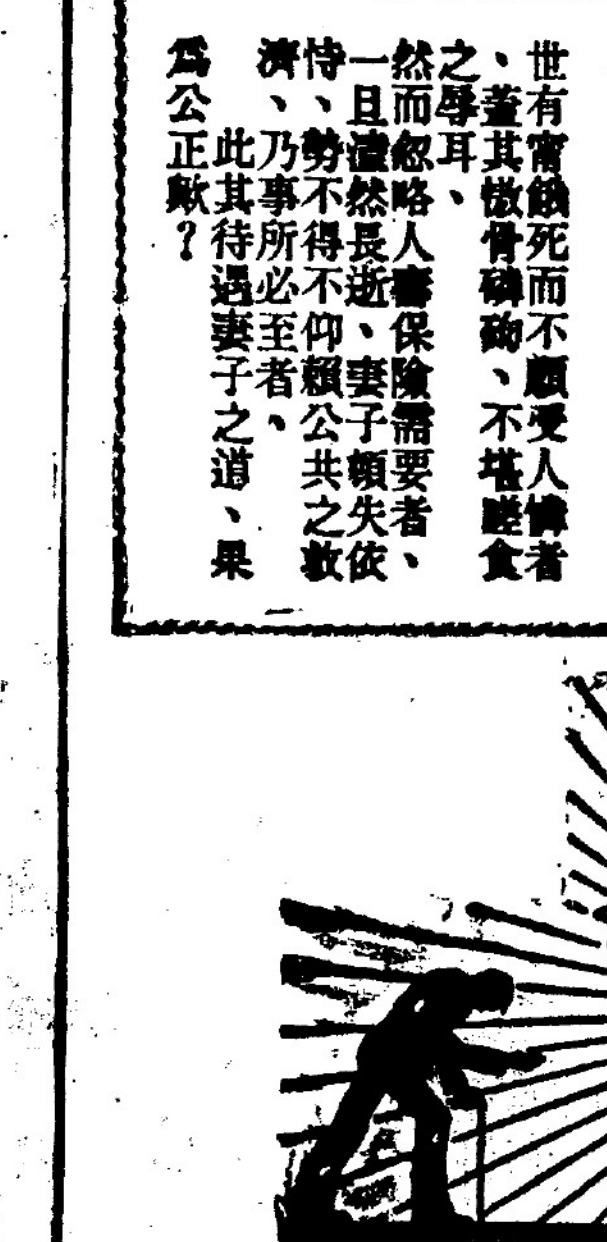 世有甯餓死而不願受人憐者
、蓋其傲骨磷砢、不堪嗟食
之辱耳、
然而忽略人壽保險需要者、
一旦溘然長逝、妻子頓失依
恃、勢不得不仰賴公共之救
濟、乃事所必至者、
此其待遇妻子之道、果
爲公正歟？